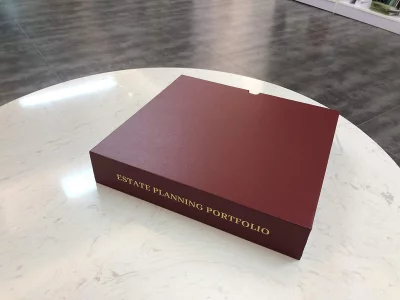 ESTATE PLANNING PORTFOLIO